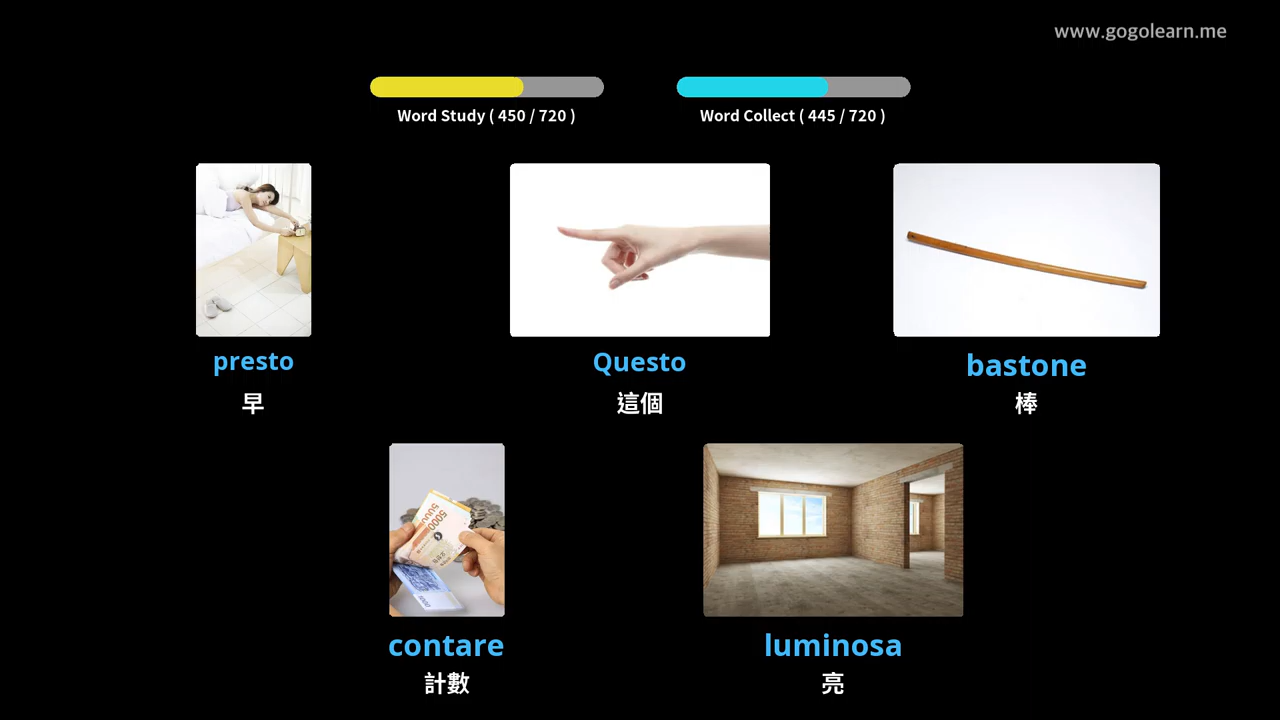 www.gogolearn.me
Word Study ( 450 / 720 )
Word Collect ( 445 / 720 )
presto
早
Questo
這個
bastone
棒
contare
計數
luminosa
亮